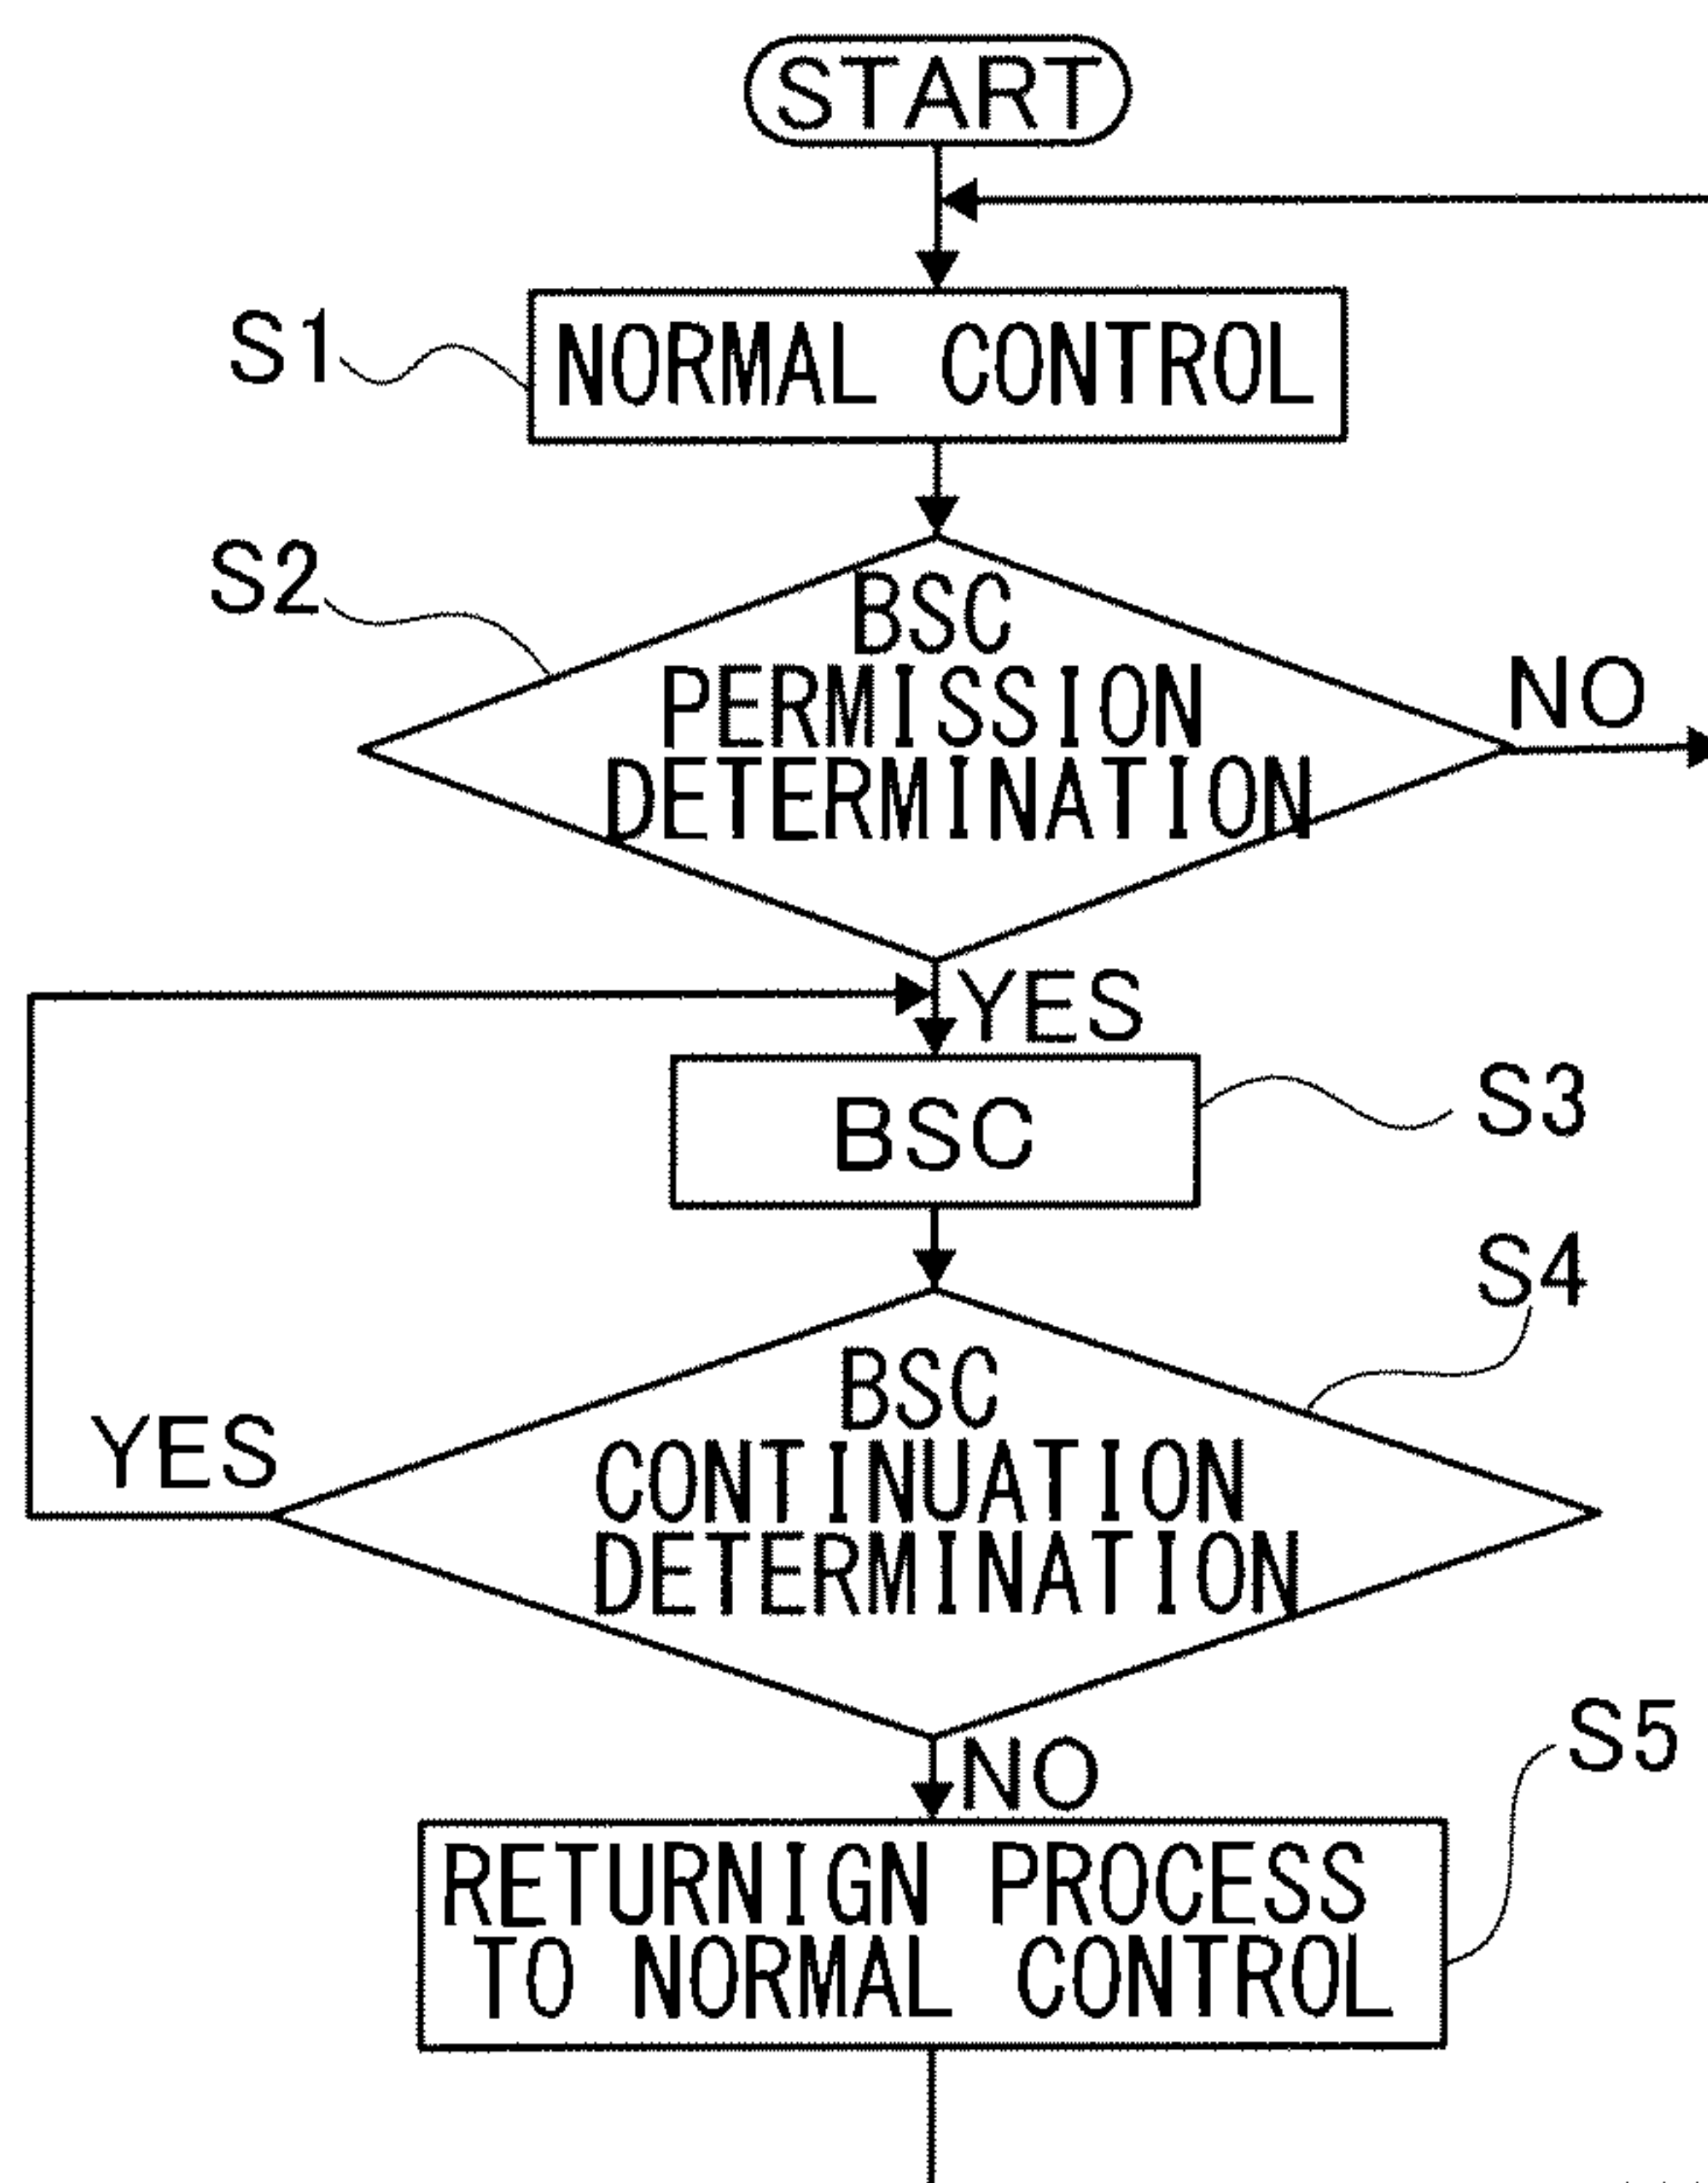 START
S1
NORMAL CONTROL
S2
BSC
PERMISSION
DETERMINATION
NO
YES
BSC
S3
S4
BSC
CONTINUATION
DETERMINATION
YES
NO
S5
RETURNIGN PROCESS
TO NORMAL CONTROL